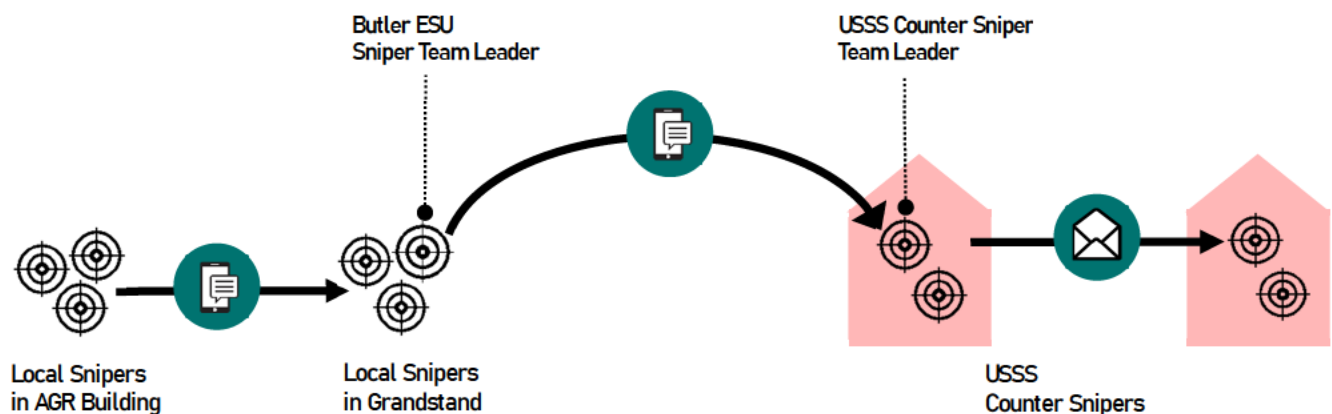 Butler ESU
Sniper Team Leader
USSS Counter Sniper
Team Leader
Local Snipers
in AGR Building
Local Snipers
in Grandstand
USSS
Counter Snipers